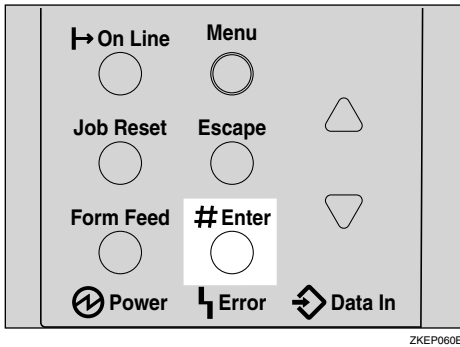 On Line Menu
Job Reset Escape
Form Feed # Enter
Power Error Data In
ZKEP060E